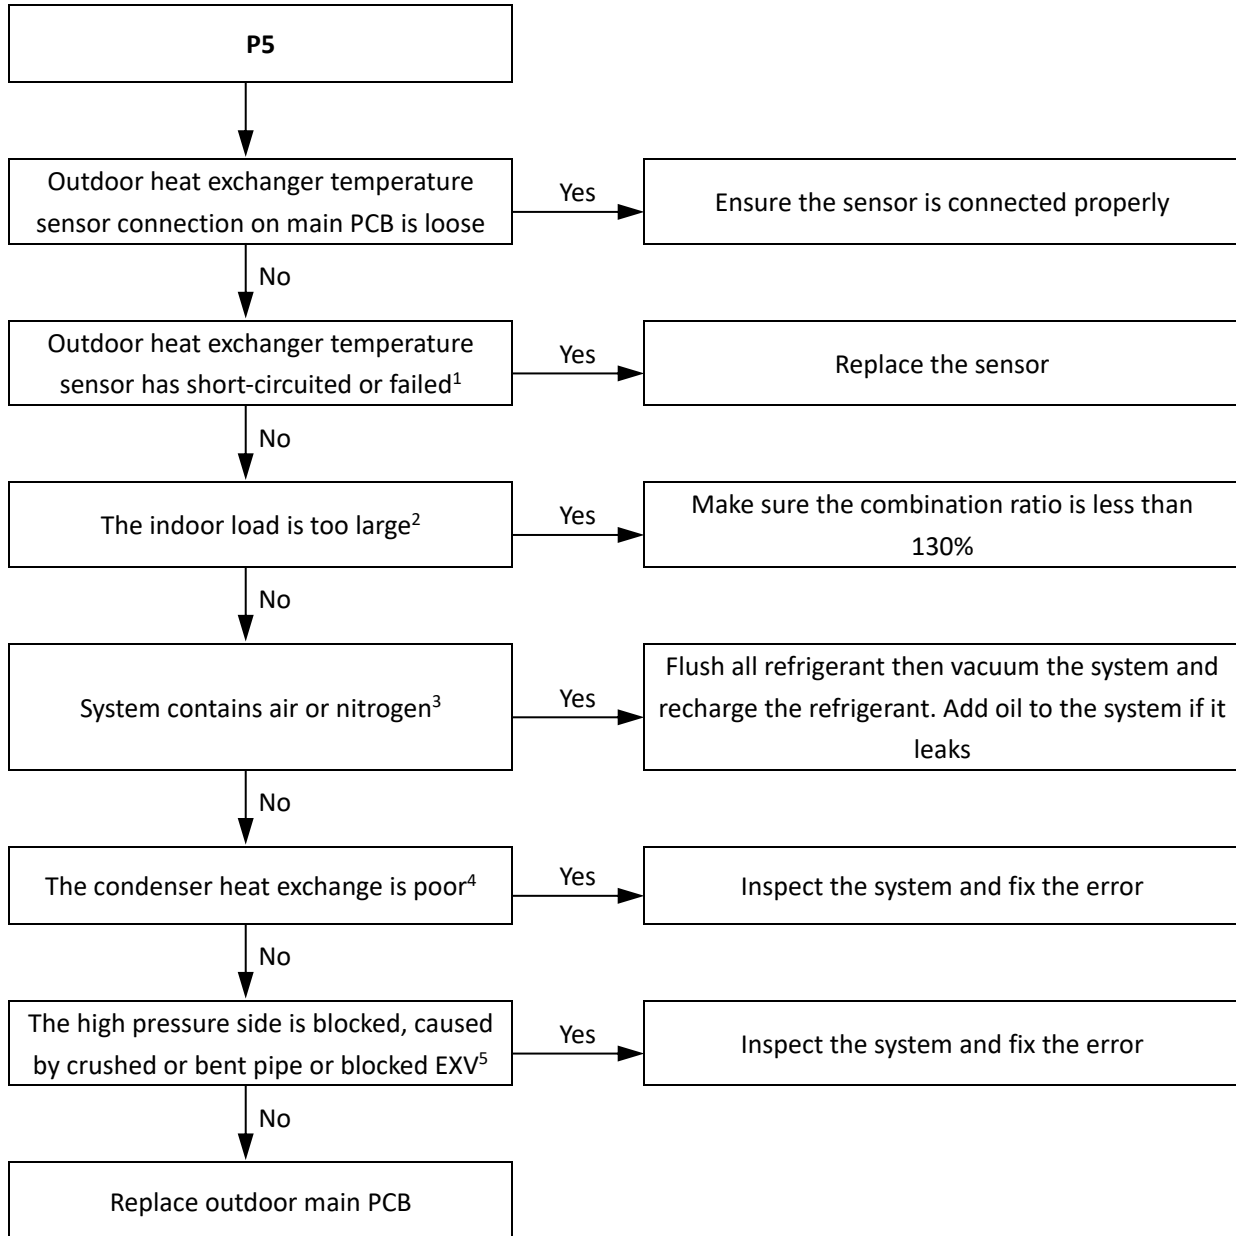 P5
Outdoor heat exchanger temperature
sensor connection on main PCB is loose
Yes
Ensure the sensor is connected properly
No
Outdoor heat exchanger temperature
sensor has short-circuited or failed1
Yes
Replace the sensor
No
The indoor load is too large2
Yes
Make sure the combination ratio is less than
130%
No
System contains air or nitrogen3
Yes
Flush all refrigerant then vacuum the system and
recharge the refrigerant. Add oil to the system if it
leaks
No
The condenser heat exchange is poor4
Yes
Inspect the system and fix the error
No
The high pressure side is blocked, caused
by crushed or bent pipe or blocked EXV5
Yes
Inspect the system and fix the error
No
Replace outdoor main PCB